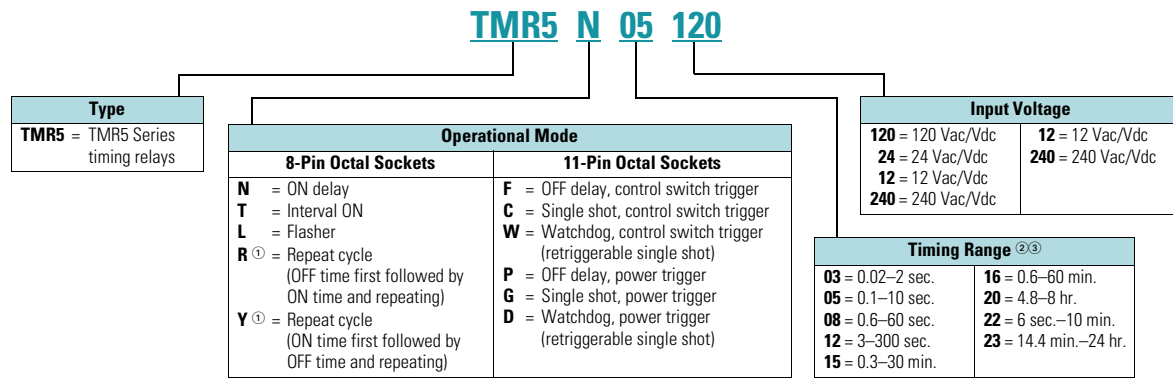 TMR5 N 05 120
Type
TMR5 = TMR5 Series
timing relays
Operational Mode
8-Pin Octal Sockets
N = ON delay
T = Interval ON
L = Flasher
R ① = Repeat cycle
(OFF time first followed by
ON time and repeating)
Y ① = Repeat cycle
(ON time first followed by
OFF time and repeating)
11-Pin Octal Sockets
F = OFF delay, control switch trigger
C = Single shot, control switch trigger
W = Watchdog, control switch trigger
(retriggerable single shot)
P = OFF delay, power trigger
G = Single shot, power trigger
D = Watchdog, power trigger
(retriggerable single shot)
Input Voltage
120 = 120 Vac/Vdc
24 = 24 Vac/Vdc
12 = 12 Vac/Vdc
240 = 240 Vac/Vdc
12 = 12 Vac/Vdc
240 = 240 Vac/Vdc
Timing Range ②③
03 = 0.02–2 sec.
05 = 0.1–10 sec.
08 = 0.6–60 sec.
12 = 3–300 sec.
15 = 0.3–30 min.
16 = 0.6–60 min.
20 = 4.8–8 hr.
22 = 6 sec.–10 min.
23 = 14.4 min.–24 hr.